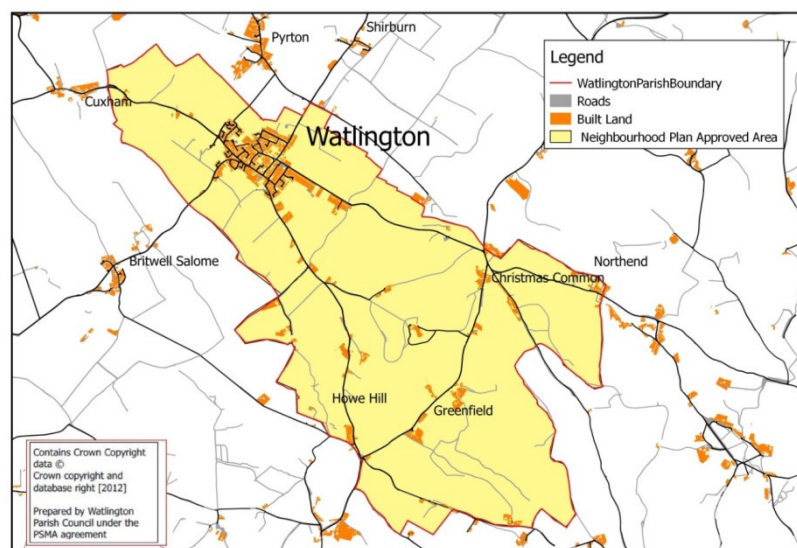 Pyrton
Shirburn
Legend
WatlingtonParishBoundary
Roads
Built Land
Neighbourhood Plan Approved Area
Cuxham
Watlington
Britwell Salome
Northend
Christmas Common
Howe Hill
Greenfield
Contains Crown Copyright
data ©
Crown copyright and
database right [2012]
Prepared by Watlington
Parish Council under the
PSMA agreement